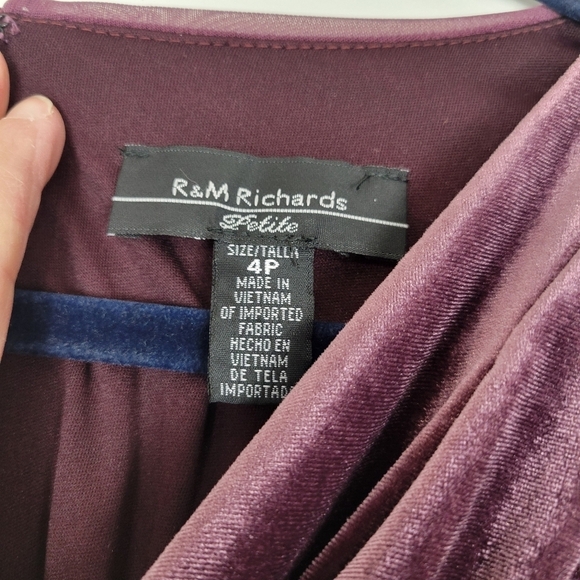 R&M Richards
Petite
SIZE/TALLA
4P
MADE IN
VIETNAM
OF IMPORTED
FABRIC
HECHO EN
VIETNAM
DE TELA
IMPORTADA